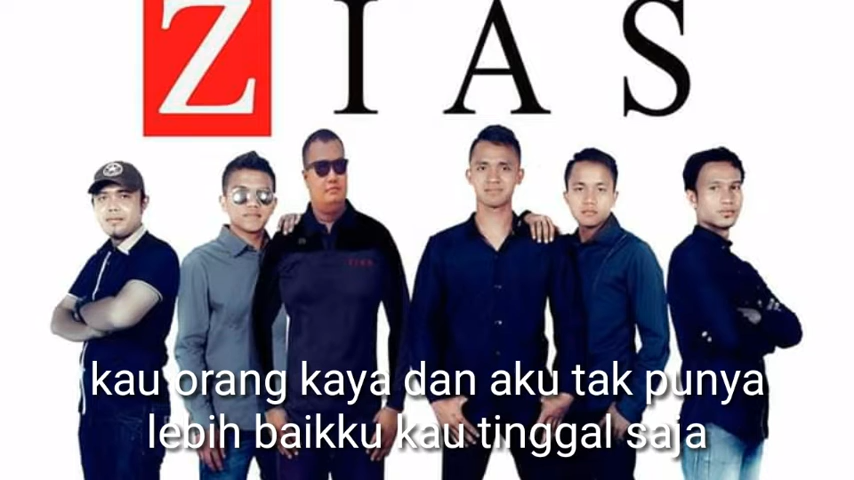 ZIAS
kau orang kaya dan aku tak punya
lebih baikku kau tinggal saja